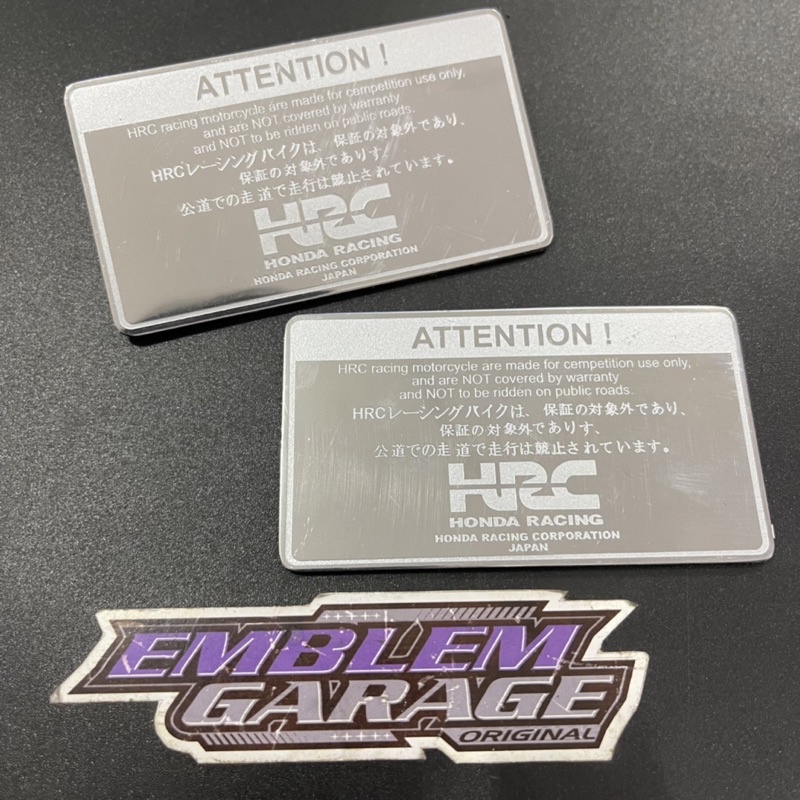 ATTENTION !
HRC racing motorcycle are made for cempetition use only,
and are NOT covered by warranty
and NOT to be ridden on public roads.
HRCレーシングバイクは、保証の対象外であり、
保証の対象外でありす、
公道での走 道で走行は競止されています。
HRC
HONDA RACING
HONDA RACING CORPORATION
JAPAN
ATTENTION !
HRC racing motorcycle are made for cempetition use only,
and are NOT covered by warranty
and NOT to be ridden on public roads.
HRCレーシングバイクは、保証の対象外であり、
保証の対象外でありす、
公道での走 道で走行は競止されています。
HRC
HONDA RACING
HONDA RACING CORPORATION
JAPAN
EMBLEM
GARAGE
ORIGINAL